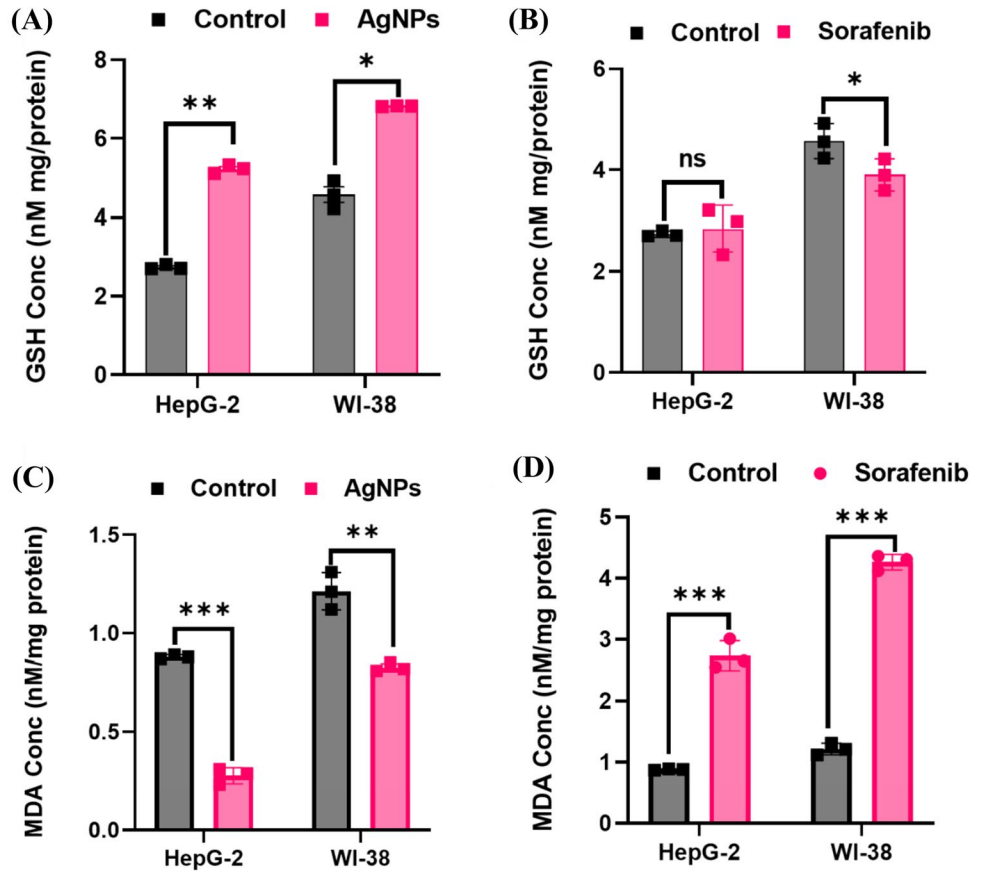 (A)
Control AgNPs
GSH Conc (nM mg/protein)
8
6
4
2
0
**
*
HepG-2 WI-38
(B)
Control Sorafenib
GSH Conc (nM mg/protein)
6
4
2
0
ns
*
HepG-2 WI-38
(C)
Control AgNPs
MDA Conc (nM/mg protein)
1.5
1.0
0.5
0.0
***
**
HepG-2 WI-38
(D)
Control Sorafenib
MDA Conc (nM/mg protein)
5
4
3
2
1
0
***
***
HepG-2 WI-38